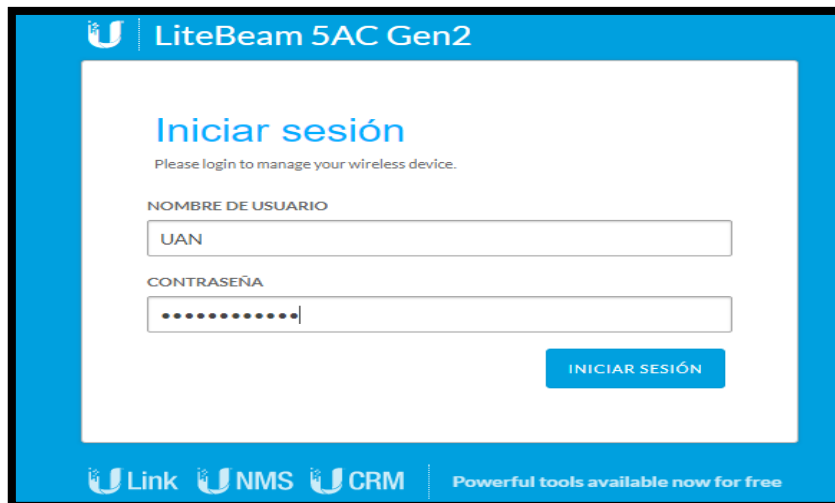 LiteBeam 5AC Gen2
Iniciar sesión
Please login to manage your wireless device.
NOMBRE DE USUARIO
UAN
CONTRASEÑA
••••••••••••
INICIAR SESIÓN
U Link U NMS U CRM Powerful tools available now for free